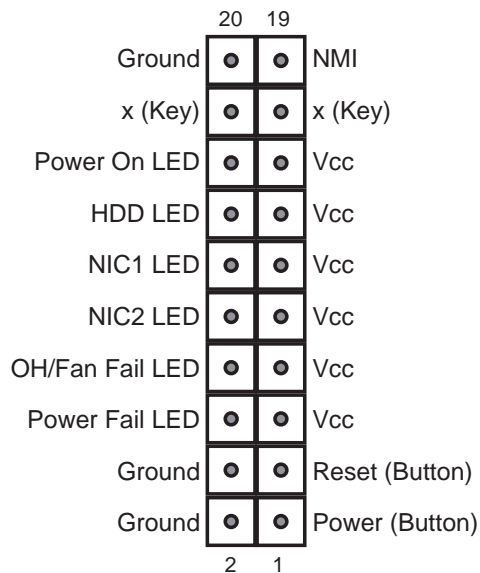 20 19
Ground NMI
x (Key) x (Key)
Power On LED Vcc
HDD LED Vcc
NIC1 LED Vcc
NIC2 LED Vcc
OH/Fan Fail LED Vcc
Power Fail LED Vcc
Ground Reset (Button)
Ground Power (Button)
2 1